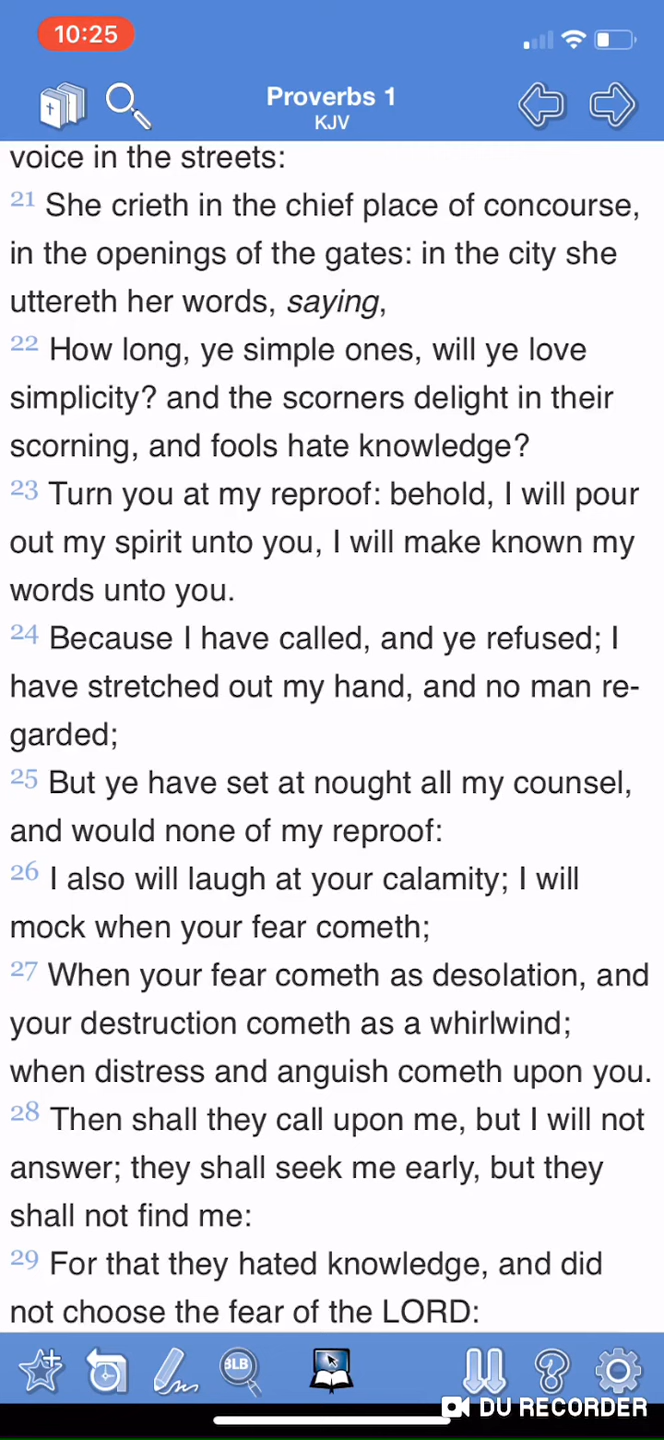 10:25
Proverbs 1
KJV
voice in the streets:
21 She crieth in the chief place of concourse,
in the openings of the gates: in the city she
uttereth her words, saying,
22 How long, ye simple ones, will ye love
simplicity? and the scorners delight in their
scorning, and fools hate knowledge?
23 Turn you at my reproof: behold, I will pour
out my spirit unto you, I will make known my
words unto you.
24 Because I have called, and ye refused; I
have stretched out my hand, and no man re-
garded;
25 But ye have set at nought all my counsel,
and would none of my reproof:
26 I also will laugh at your calamity; I will
mock when your fear cometh;
27 When your fear cometh as desolation, and
your destruction cometh as a whirlwind;
when distress and anguish cometh upon you.
28 Then shall they call upon me, but I will not
answer; they shall seek me early, but they
shall not find me:
29 For that they hated knowledge, and did
not choose the fear of the LORD:
BLB
DU RECORDER